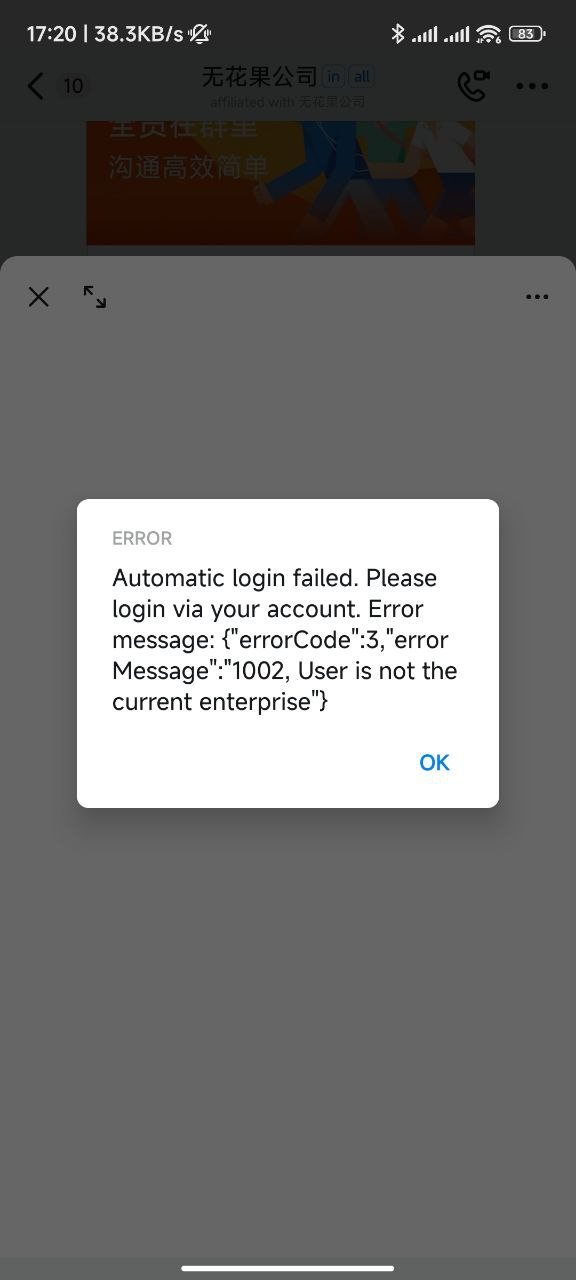 17:20 | 38.3KB/s
83
10
无花果公司 in all
affiliated with 无花果公司
全员在群里
沟通高效简单
ERROR
Automatic login failed. Please
login via your account. Error
message: {"errorCode":3,"error
Message":"1002, User is not the
current enterprise"}
OK